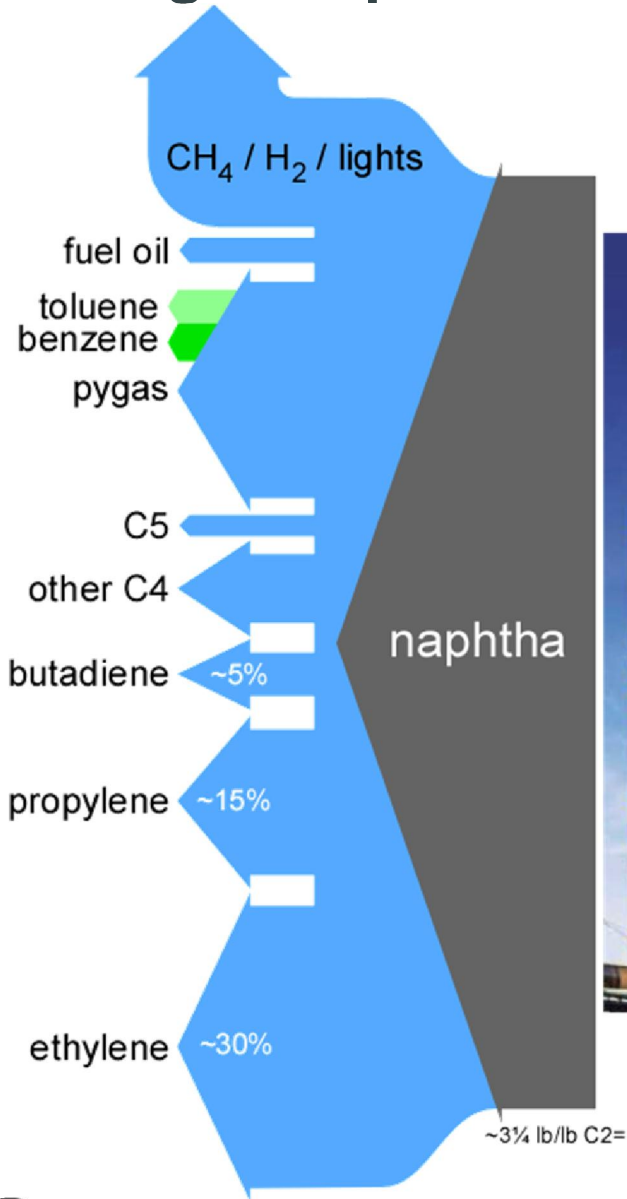 CH4 / H2 / lights
fuel oil
toluene
benzene
pygas
C5
other C4
butadiene
~5%
naphtha
propylene
~15%
ethylene
~30%
~3¼ lb/lb C2=